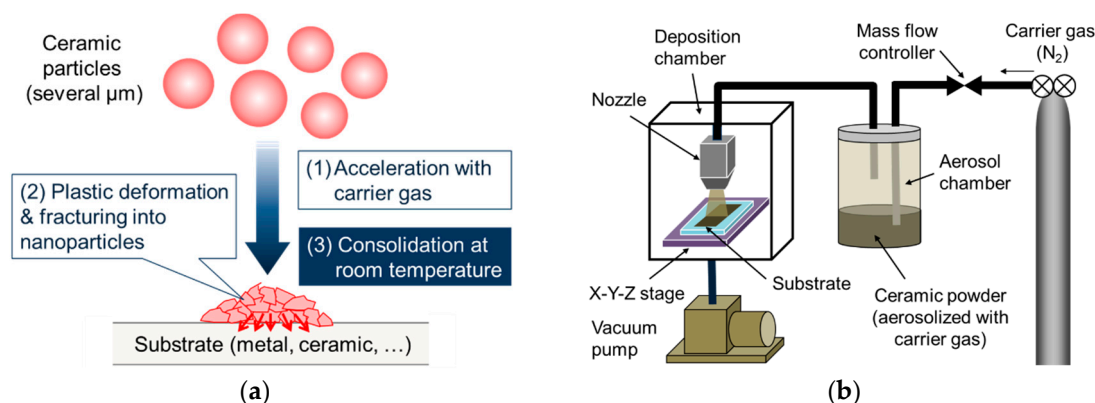 Ceramic
particles
(several µm)
(1) Acceleration with
carrier gas
(2) Plastic deformation
& fracturing into
nanoparticles
(3) Consolidation at
room temperature
Substrate (metal, ceramic, …)
(a)
Deposition
chamber
Nozzle
Mass flow
controller
Carrier gas
(N₂)
Aerosol
chamber
X-Y-Z stage
Substrate
Vacuum
pump
Ceramic powder
(aerosolized with
carrier gas)
(b)